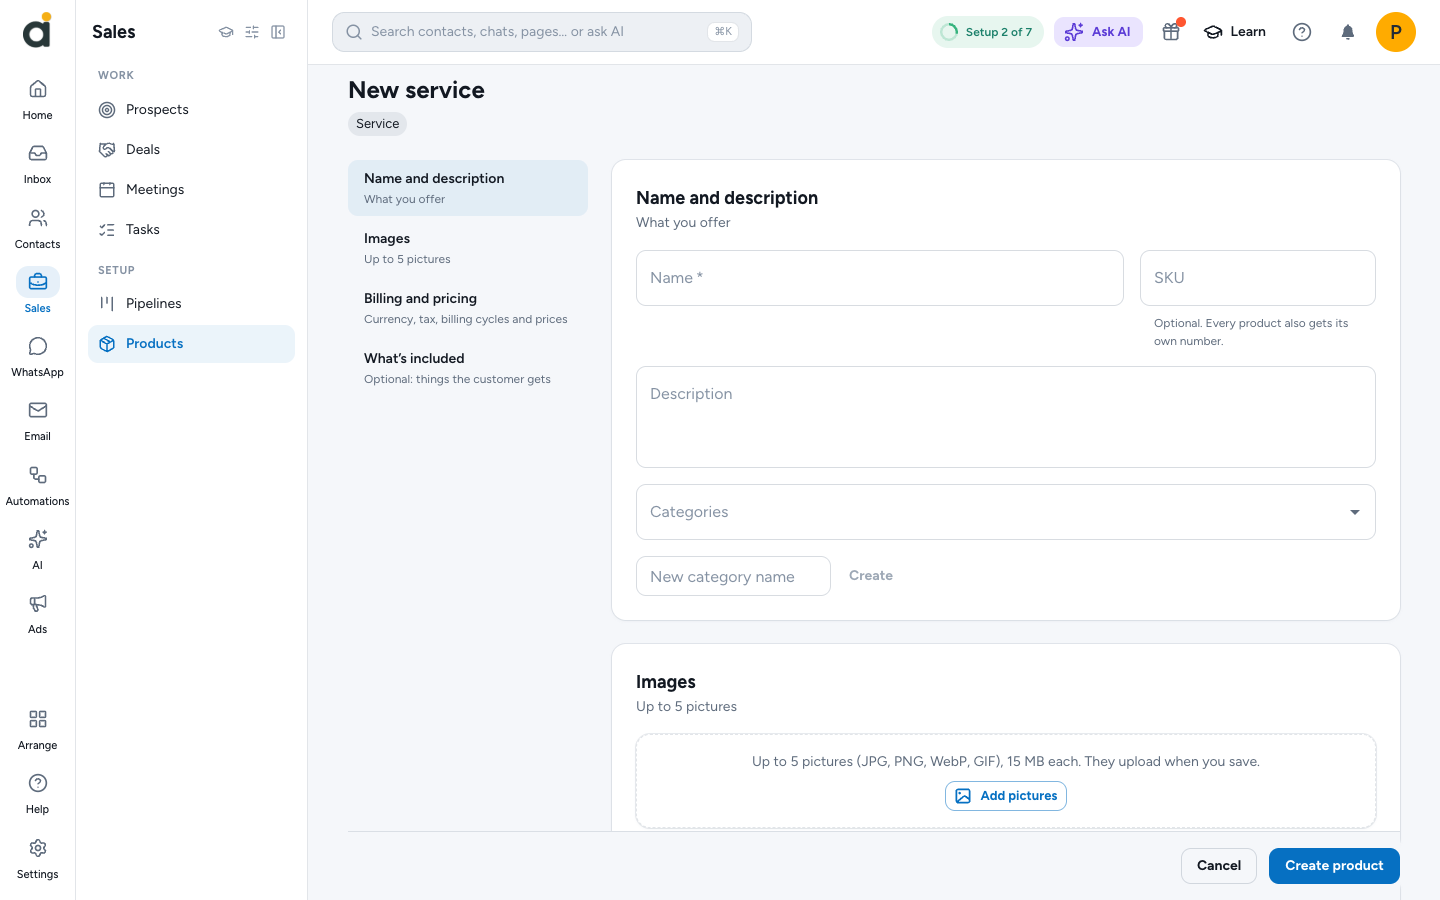 Sales
Search contacts, chats, pages... or ask AI
⌘K
Setup 2 of 7
Ask AI
Learn
P
Home
Inbox
Contacts
Sales
WhatsApp
Email
Automations
AI
Ads
Arrange
Help
Settings
WORK
Prospects
Deals
Meetings
Tasks
SETUP
Pipelines
Products
New service
Service
Name and description
What you offer
Images
Up to 5 pictures
Billing and pricing
Currency, tax, billing cycles and prices
What’s included
Optional: things the customer gets
Name and description
What you offer
Name *
SKU
Optional. Every product also gets its
own number.
Description
Categories
New category name
Create
Images
Up to 5 pictures
Up to 5 pictures (JPG, PNG, WebP, GIF), 15 MB each. They upload when you save.
Add pictures
Cancel
Create product